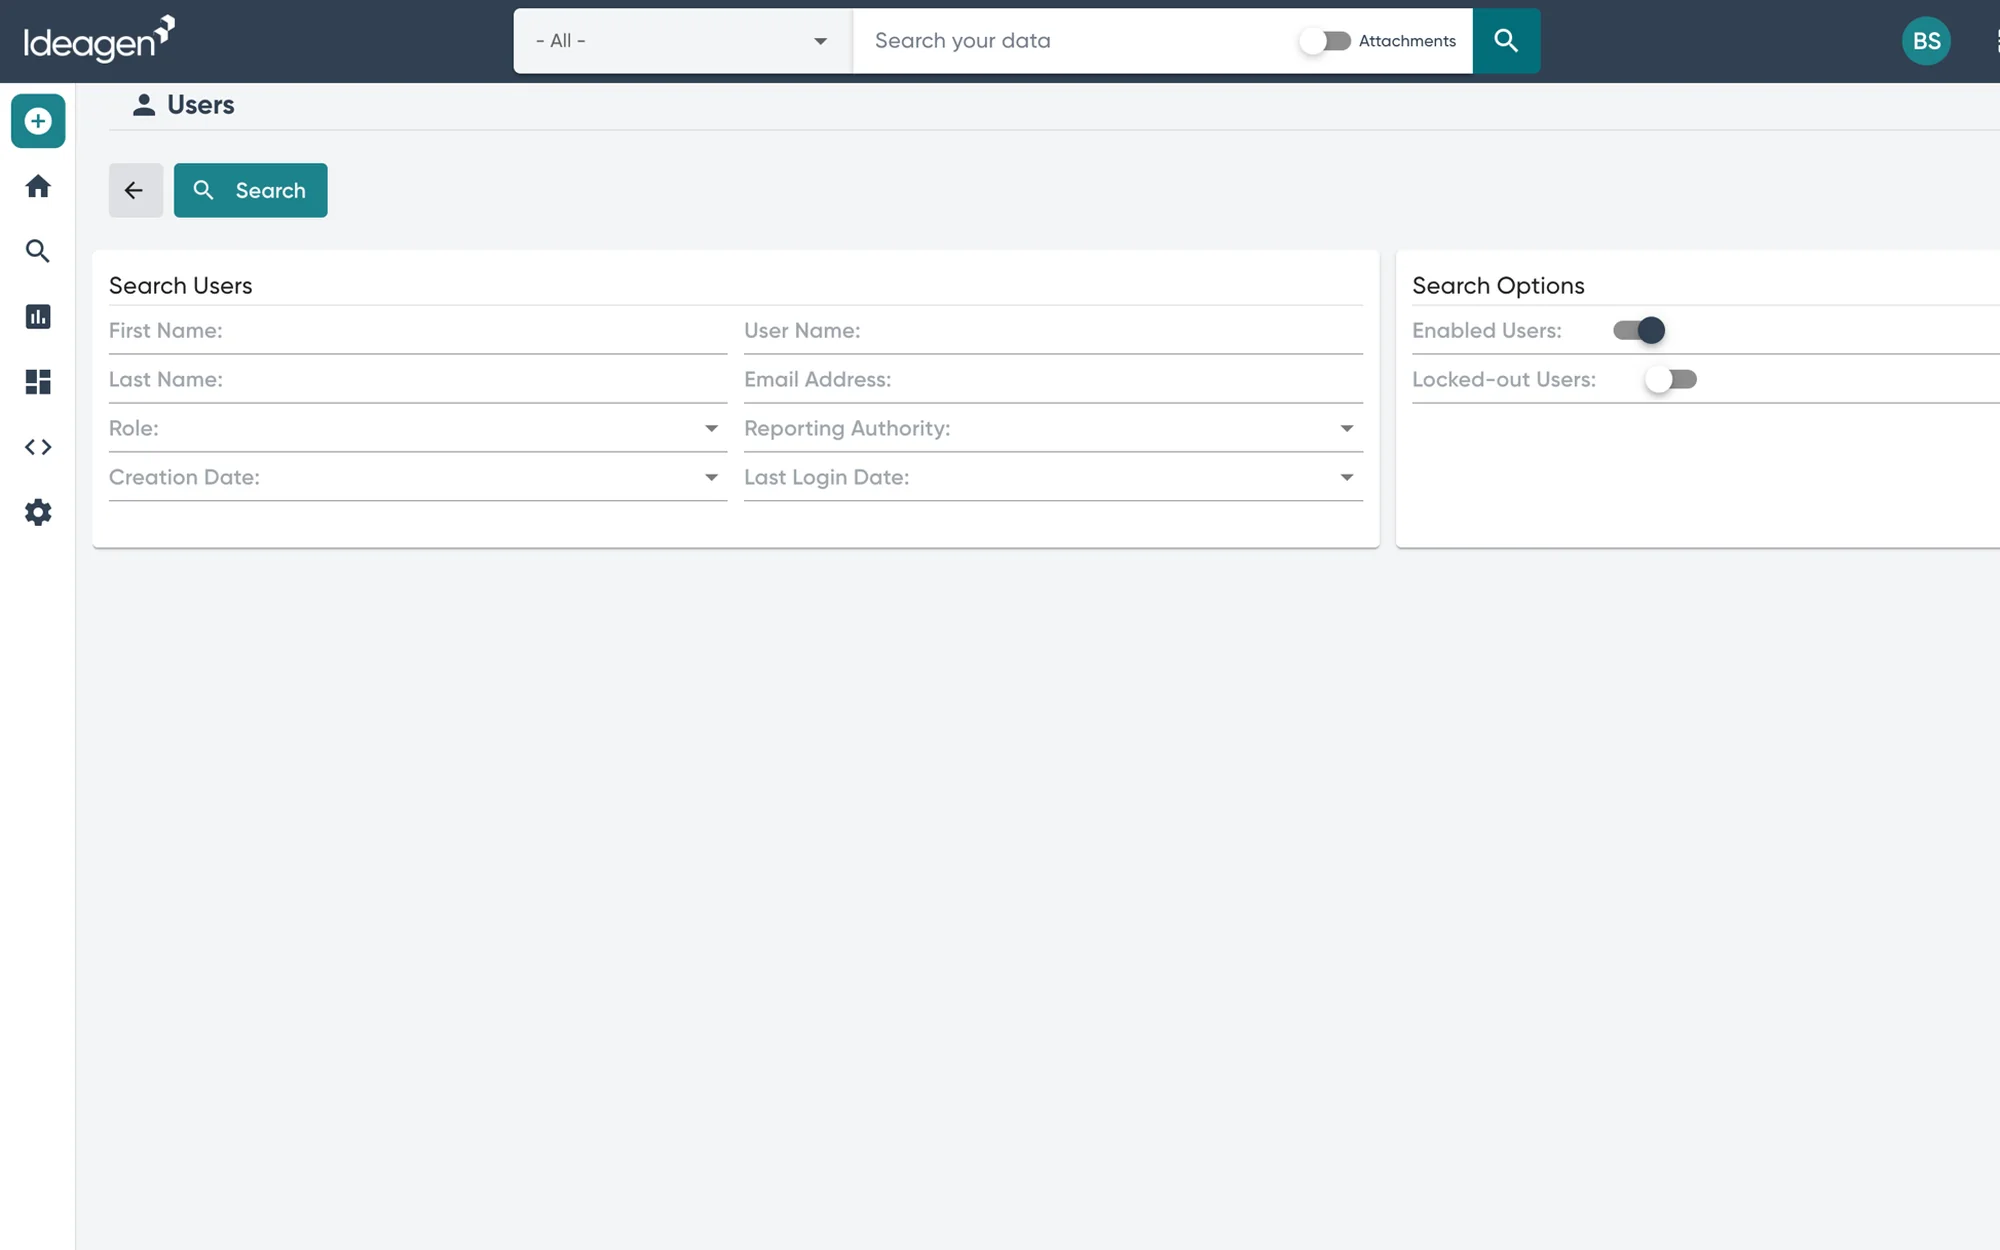 Ideagen
- All -
Search your data
Attachments
BS
Users
Search
Search Users
First Name:
User Name:
Last Name:
Email Address:
Role:
Reporting Authority:
Creation Date:
Last Login Date:
Search Options
Enabled Users:
Locked-out Users: